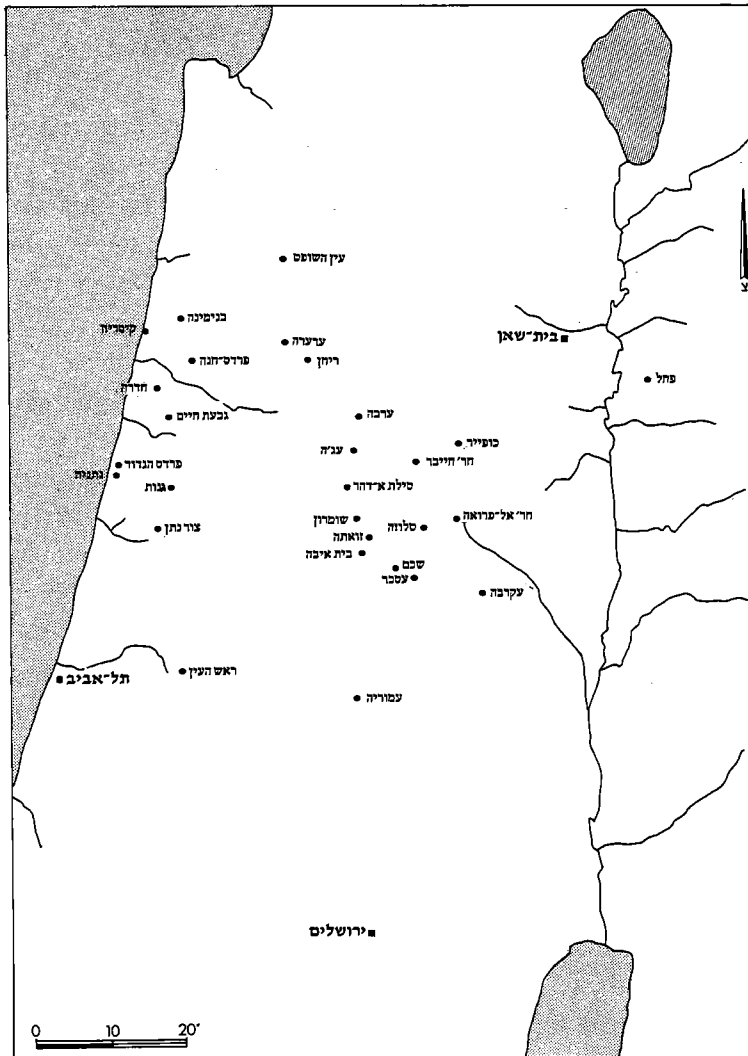 עין השופט
בנימינה
קיסריה
ערערה
בית-שאן
פרדס-חנה
ריחן
פחל
חדרה
גבעת חיים
ערבה
כופייר
עג'ה
חר' חייבר
פרדס הגדוד
נתניה
גנות
סילת א-דהר
שומרון
חר' אל-פרואה
סלוזה
צור נתן
זואתה
בית איבה
שכם
עסכר
עקרבה
ראש העין
תל-אביב
עמוריה
ירושלים
צ
0 10 20